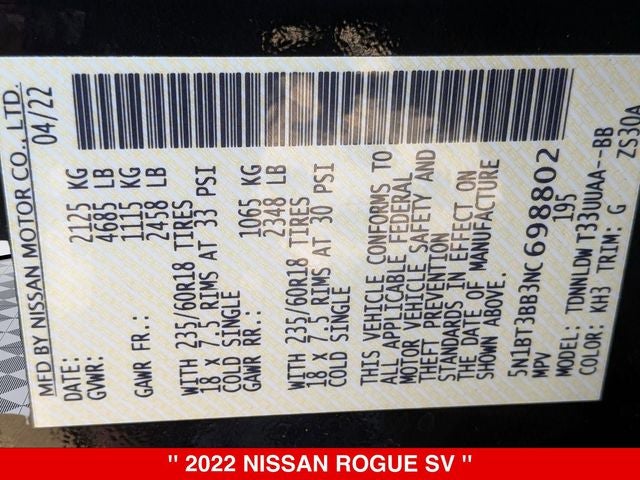 MFD BY NISSAN MOTOR CO., LTD.
DATE: 04/22
GVWR: 2125 KG
4685 LB
GAWR FR.: 1115 KG
2458 LB
WITH 235/60R18 TIRES
18 X 7.5 RIMS AT 33 PSI
COLD SINGLE
GAWR RR.: 1065 KG
2348 LB
WITH 235/60R18 TIRES
18 X 7.5 RIMS AT 30 PSI
COLD SINGLE
THIS VEHICLE CONFORMS TO
ALL APPLICABLE FEDERAL
MOTOR VEHICLE SAFETY AND
THEFT PREVENTION
STANDARDS IN EFFECT ON
THE DATE OF MANUFACTURE
SHOWN ABOVE.
5N1BT3BB3NC698802
MPV 195
MODEL: TDNNLDW T33UUAA--BB
COLOR: KH3 TRIM: G ZS30A
" 2022 NISSAN ROGUE SV "